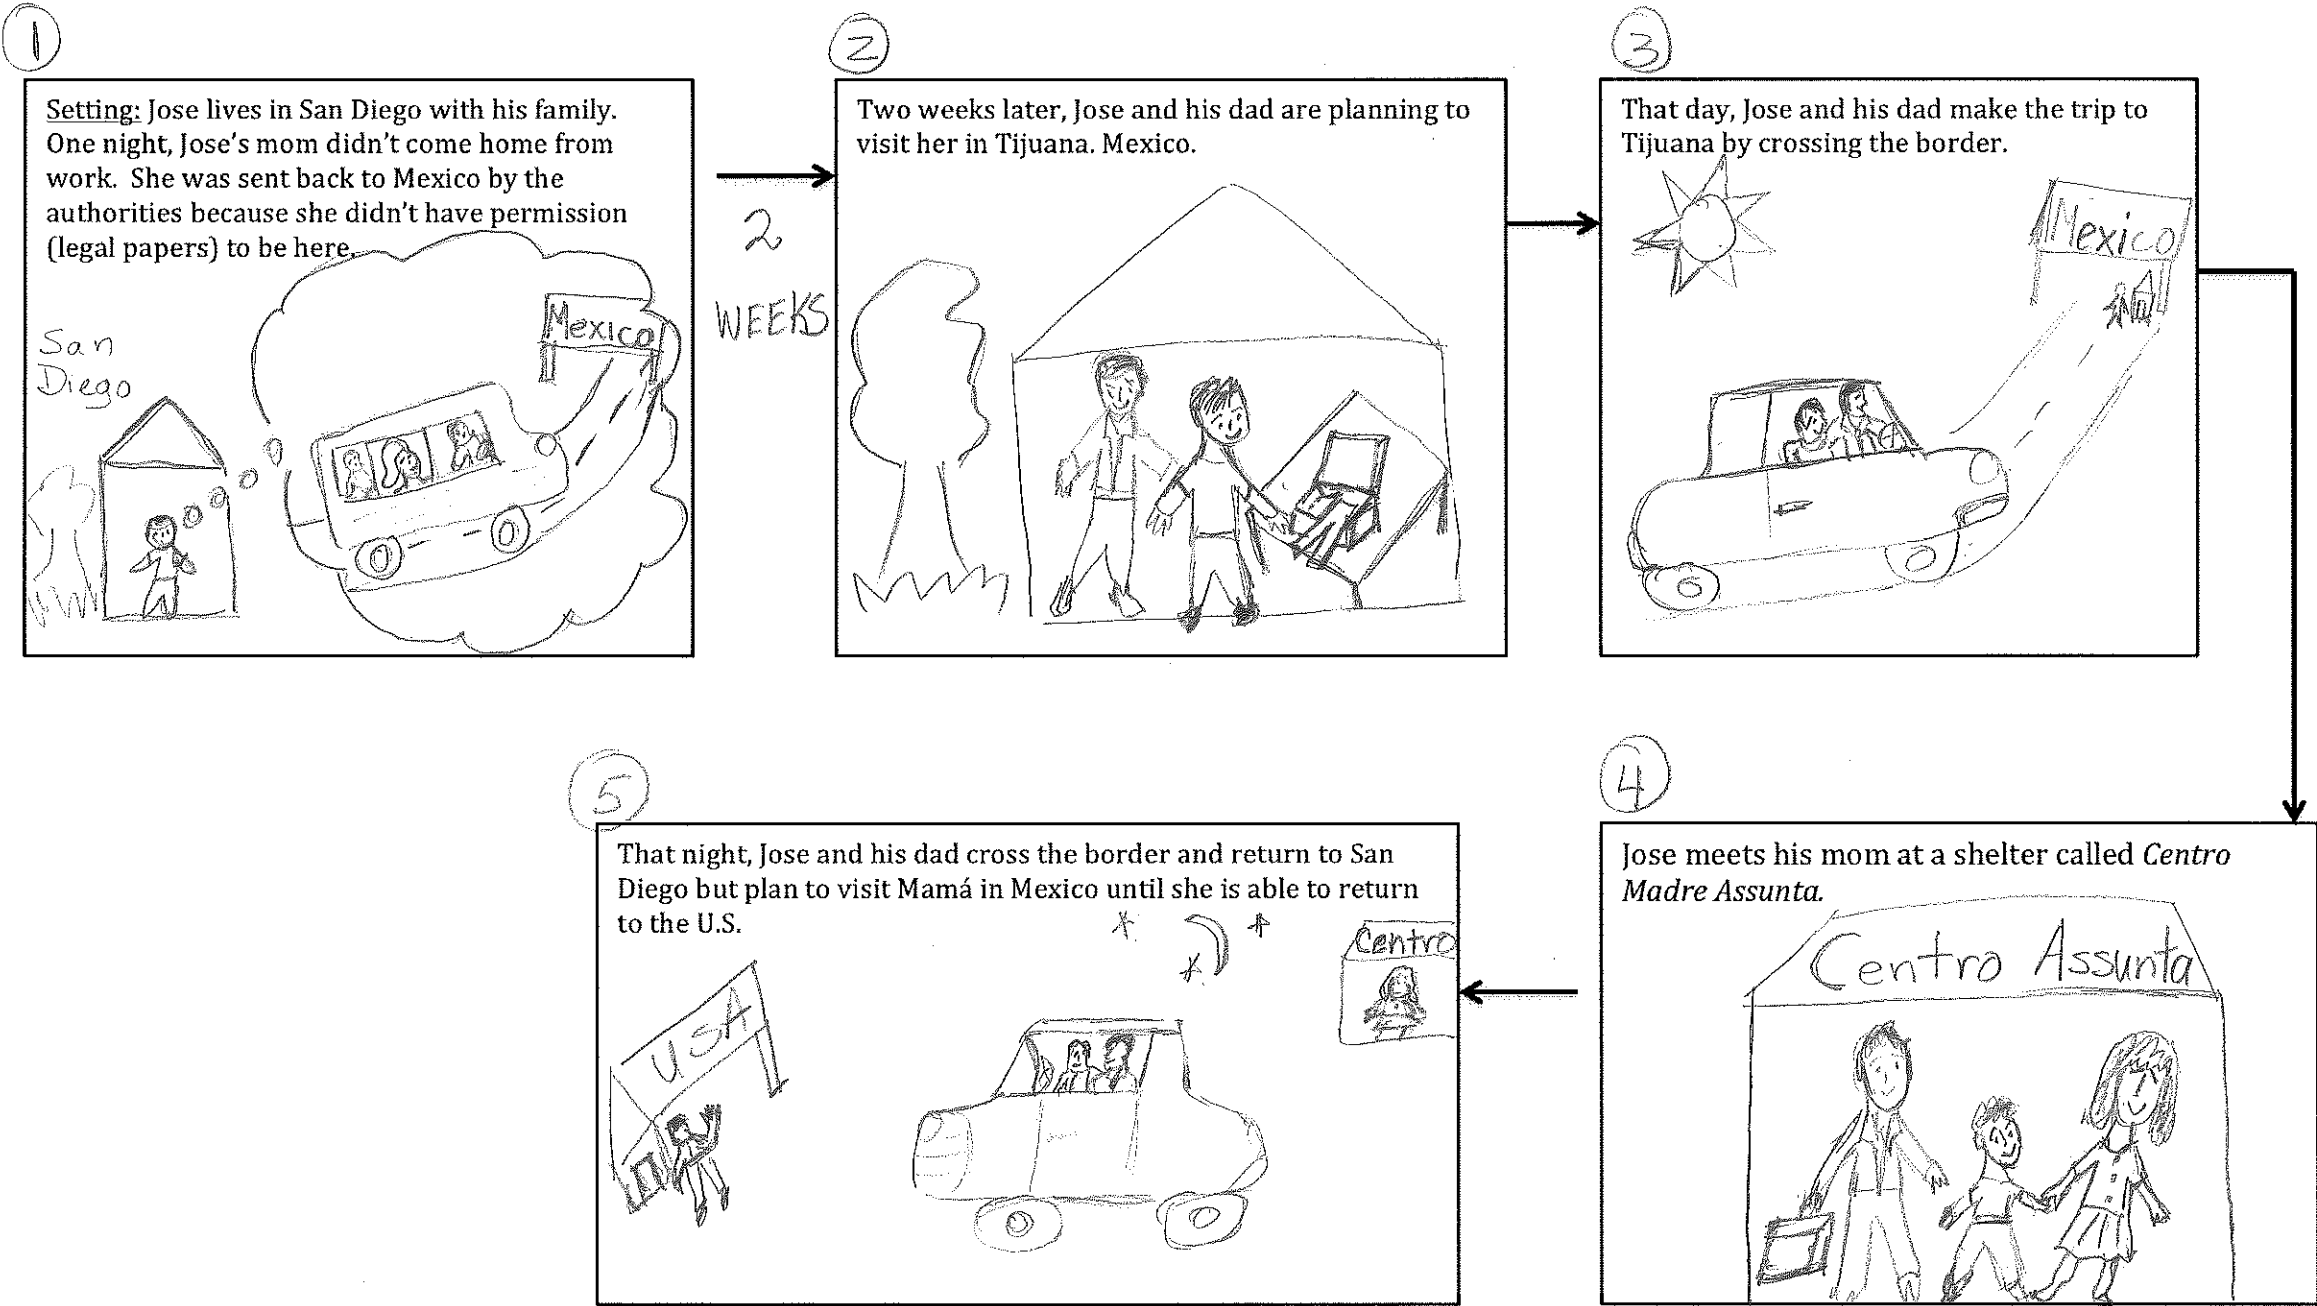 1
Setting: Jose lives in San Diego with his family.
One night, Jose's mom didn't come home from
work.  She was sent back to Mexico by the
authorities because she didn't have permission
(legal papers) to be here.
San
Diego
Mexico
2
WEEKS
2
Two weeks later, Jose and his dad are planning to
visit her in Tijuana. Mexico.
3
That day, Jose and his dad make the trip to
Tijuana by crossing the border.
Mexico
4
Jose meets his mom at a shelter called Centro
Madre Assunta.
Centro Assunta
5
That night, Jose and his dad cross the border and return to San
Diego but plan to visit Mamá in Mexico until she is able to return
to the U.S.
Centro
USA